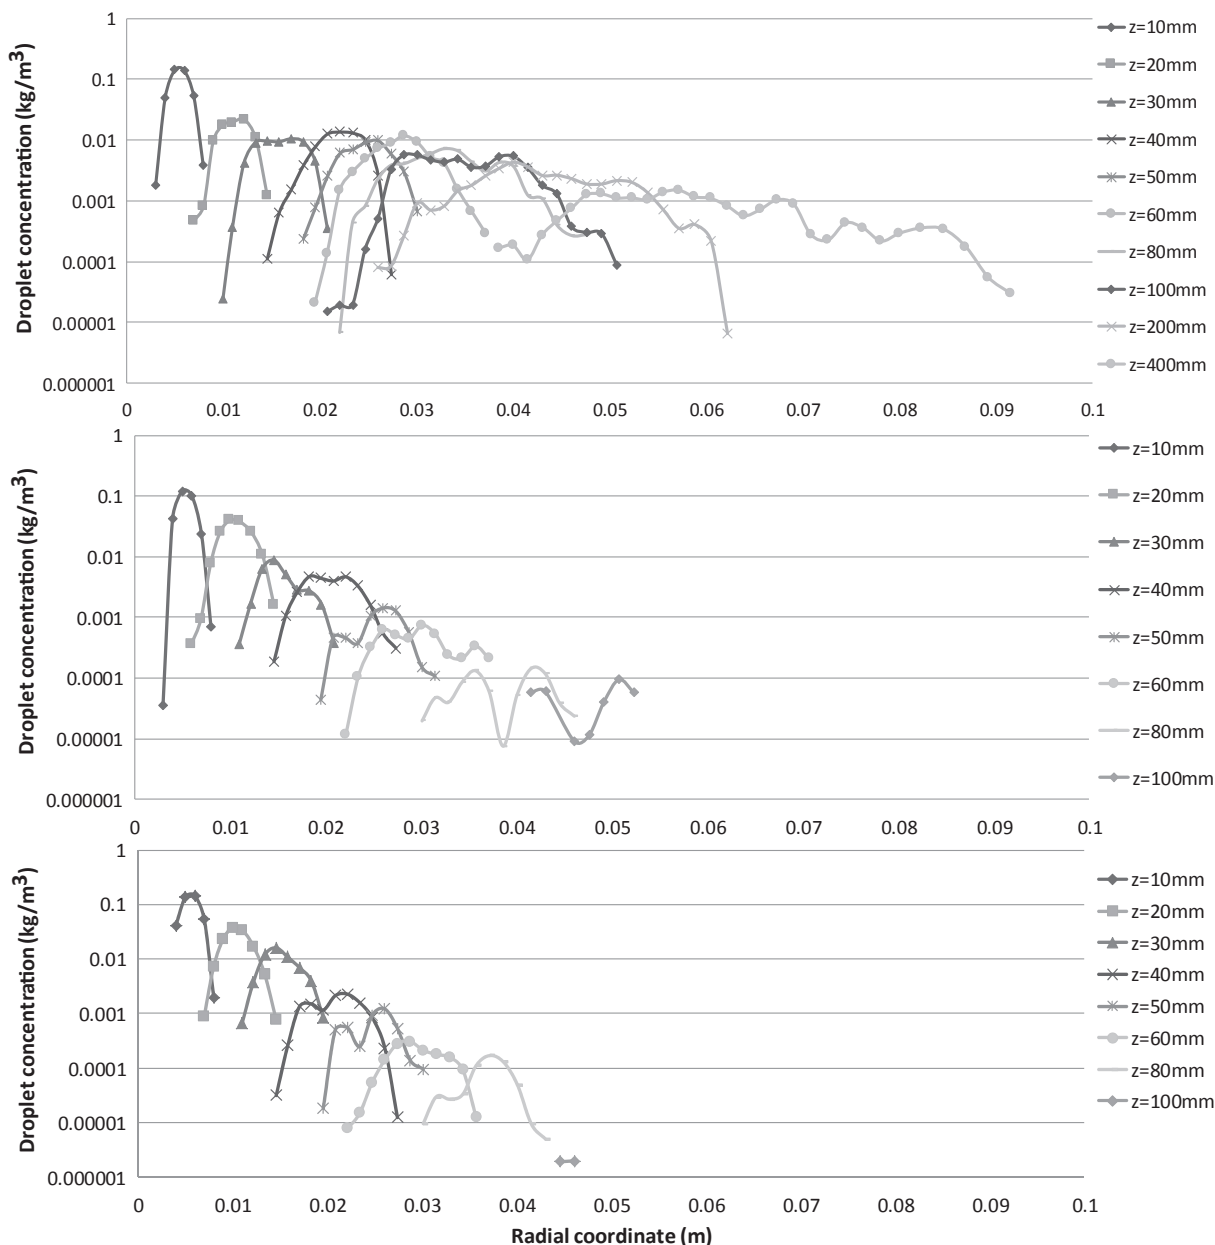 Droplet concentration (kg/m³)
1
0.1
0.01
0.001
0.0001
0.00001
0.000001
0 0.01 0.02 0.03 0.04 0.05 0.06 0.07 0.08 0.09 0.1
z=10mm
z=20mm
z=30mm
z=40mm
z=50mm
z=60mm
z=80mm
z=100mm
z=200mm
z=400mm
Droplet concentration (kg/m³)
1
0.1
0.01
0.001
0.0001
0.00001
0.000001
0 0.01 0.02 0.03 0.04 0.05 0.06 0.07 0.08 0.09 0.1
z=10mm
z=20mm
z=30mm
z=40mm
z=50mm
z=60mm
z=80mm
z=100mm
Droplet concentration (kg/m³)
1
0.1
0.01
0.001
0.0001
0.00001
0.000001
0 0.01 0.02 0.03 0.04 0.05 0.06 0.07 0.08 0.09 0.1
Radial coordinate (m)
z=10mm
z=20mm
z=30mm
z=40mm
z=50mm
z=60mm
z=80mm
z=100mm